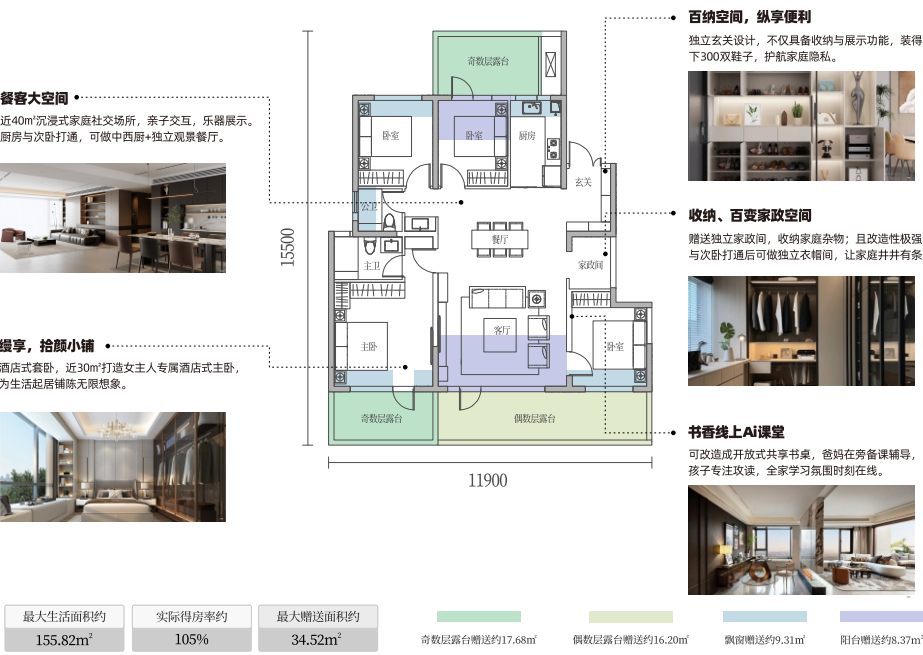 百纳空间，纵享便利
独立玄关设计，不仅具备收纳与展示功能，装得
下300双鞋子，护航家庭隐私。
餐客大空间
近40㎡沉浸式家庭社交场所，亲子交互，乐器展示。
厨房与次卧打通，可做中西厨+独立观景餐厅。
收纳、百变家政空间
赠送独立家政间，收纳家庭杂物；且改造性极强
与次卧打通后可做独立衣帽间，让家庭井井有条
缦享，拾颜小铺
酒店式套卧，近30㎡打造女主人专属酒店式主卧，
为生活起居铺陈无限想象。
书香线上Ai课堂
可改造成开放式共享书桌，爸妈在旁备课辅导，
孩子专注攻读，全家学习氛围时刻在线。
奇数层露台
卧室
卧室
厨房
玄关
公卫
餐厅
主卫
家政间
客厅
主卧
卧室
奇数层露台
偶数层露台
15500
11900
最大生活面积约
155.82m²
实际得房率约
105%
最大赠送面积约
34.52m²
奇数层露台赠送约17.68㎡
偶数层露台赠送约16.20㎡
飘窗赠送约9.31㎡
阳台赠送约8.37㎡